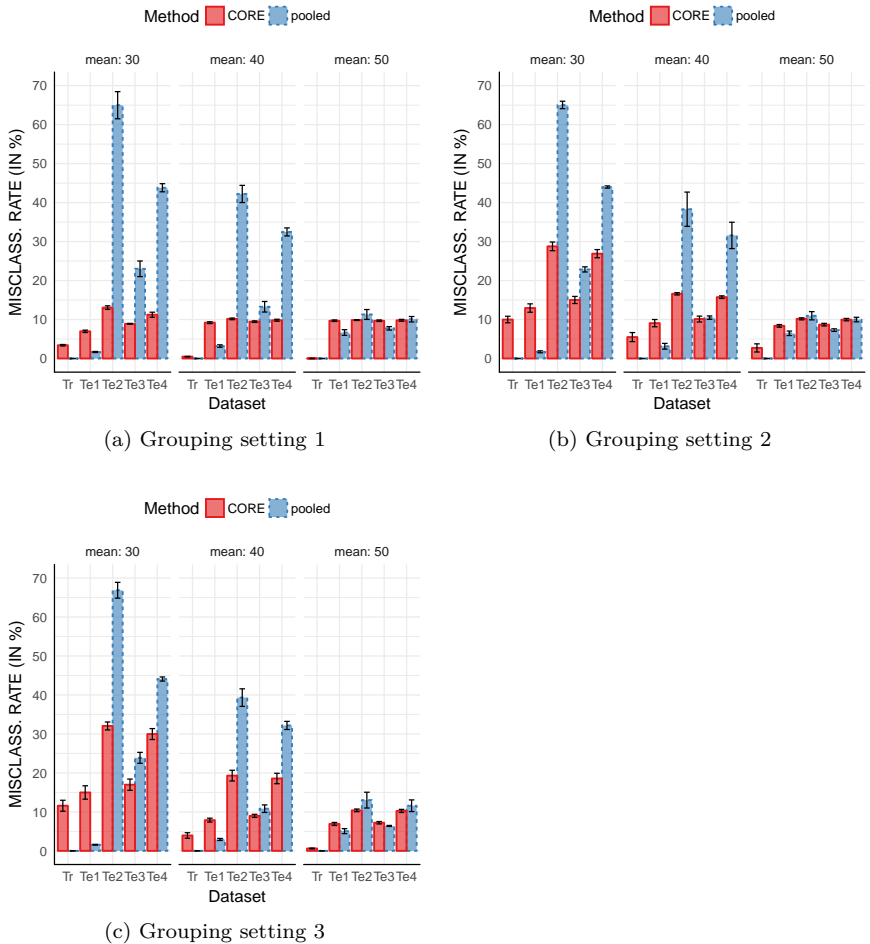 Method CORE pooled
mean: 30 mean: 40 mean: 50
MISCLASS. RATE (IN %)
70
60
50
40
30
20
10
0
Tr Te1 Te2 Te3 Te4 Tr Te1 Te2 Te3 Te4 Tr Te1 Te2 Te3 Te4
Dataset
(a) Grouping setting 1
Method CORE pooled
mean: 30 mean: 40 mean: 50
MISCLASS. RATE (IN %)
70
60
50
40
30
20
10
0
Tr Te1 Te2 Te3 Te4 Tr Te1 Te2 Te3 Te4 Tr Te1 Te2 Te3 Te4
Dataset
(b) Grouping setting 2
Method CORE pooled
mean: 30 mean: 40 mean: 50
MISCLASS. RATE (IN %)
70
60
50
40
30
20
10
0
Tr Te1 Te2 Te3 Te4 Tr Te1 Te2 Te3 Te4 Tr Te1 Te2 Te3 Te4
Dataset
(c) Grouping setting 3